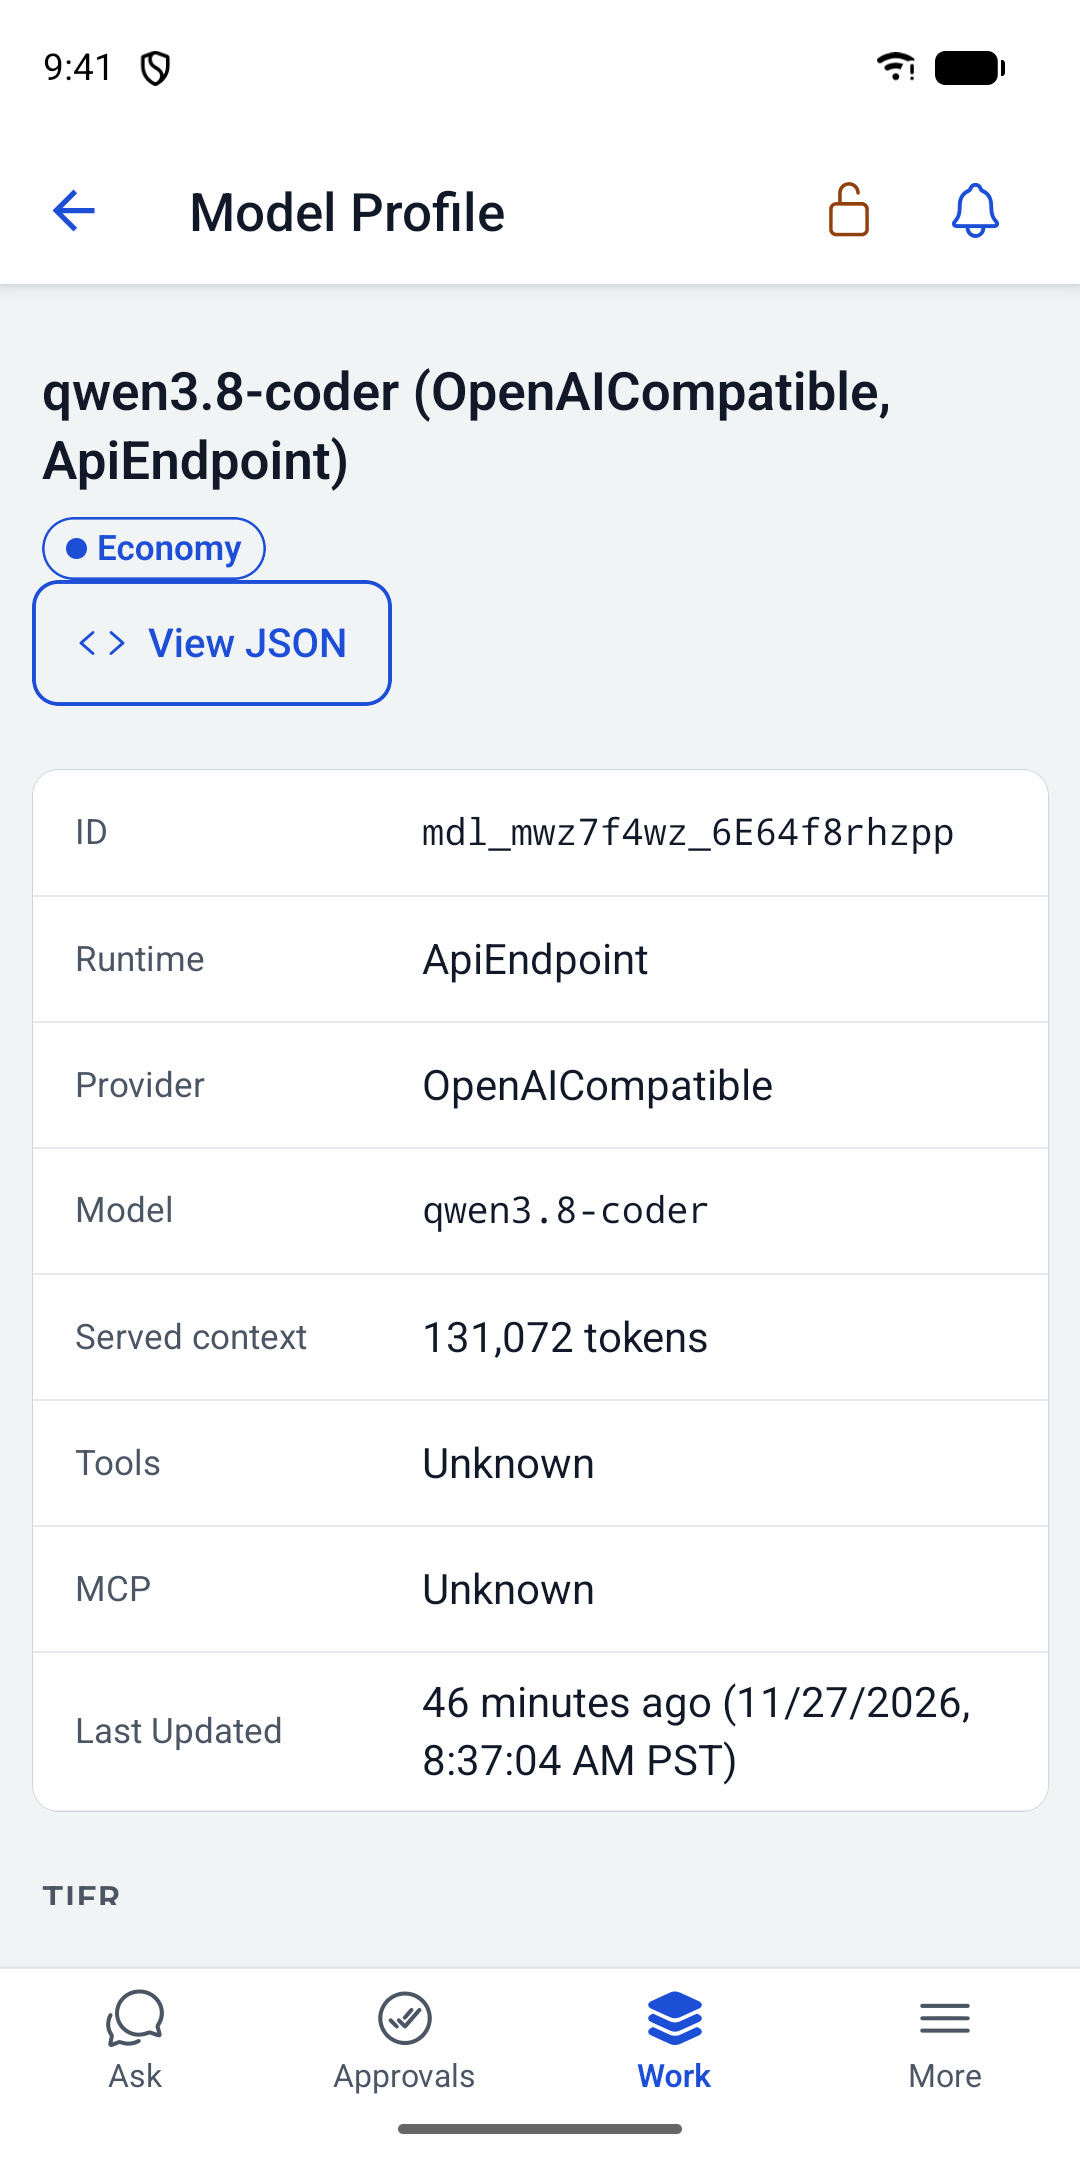 9:41
Model Profile
qwen3.8-coder (OpenAICompatible,
ApiEndpoint)
Economy
<> View JSON
ID mdl_mwz7f4wz_6E64f8rhzpp
Runtime ApiEndpoint
Provider OpenAICompatible
Model qwen3.8-coder
Served context 131,072 tokens
Tools Unknown
MCP Unknown
Last Updated 46 minutes ago (11/27/2026,
8:37:04 AM PST)
TIER
Ask Approvals Work More